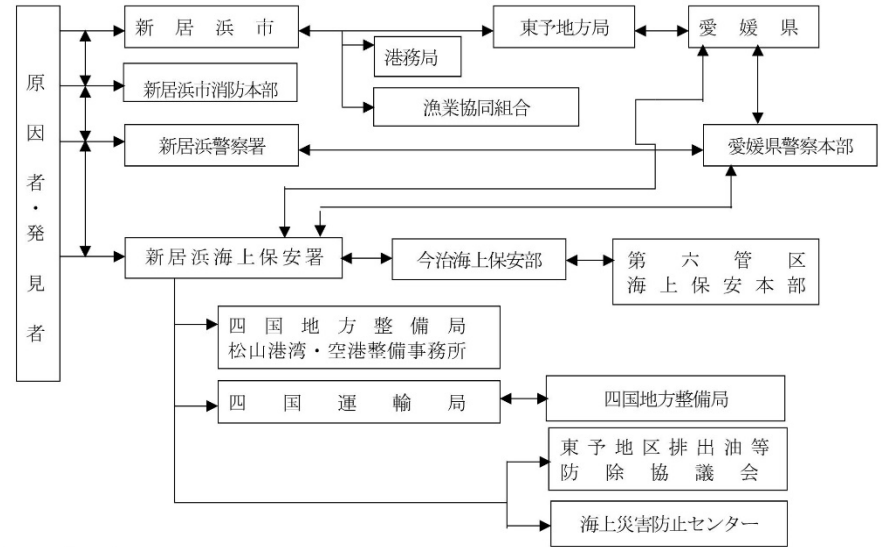 原因者・発見者
新居浜市
東予地方局
愛媛県
港務局
新居浜市消防本部
漁業協同組合
新居浜警察署
愛媛県警察本部
新居浜海上保安署
今治海上保安部
第六管区
海上保安本部
四国地方整備局
松山港湾・空港整備事務所
四国運輸局
四国地方整備局
東予地区排出油等
防除協議会
海上災害防止センター